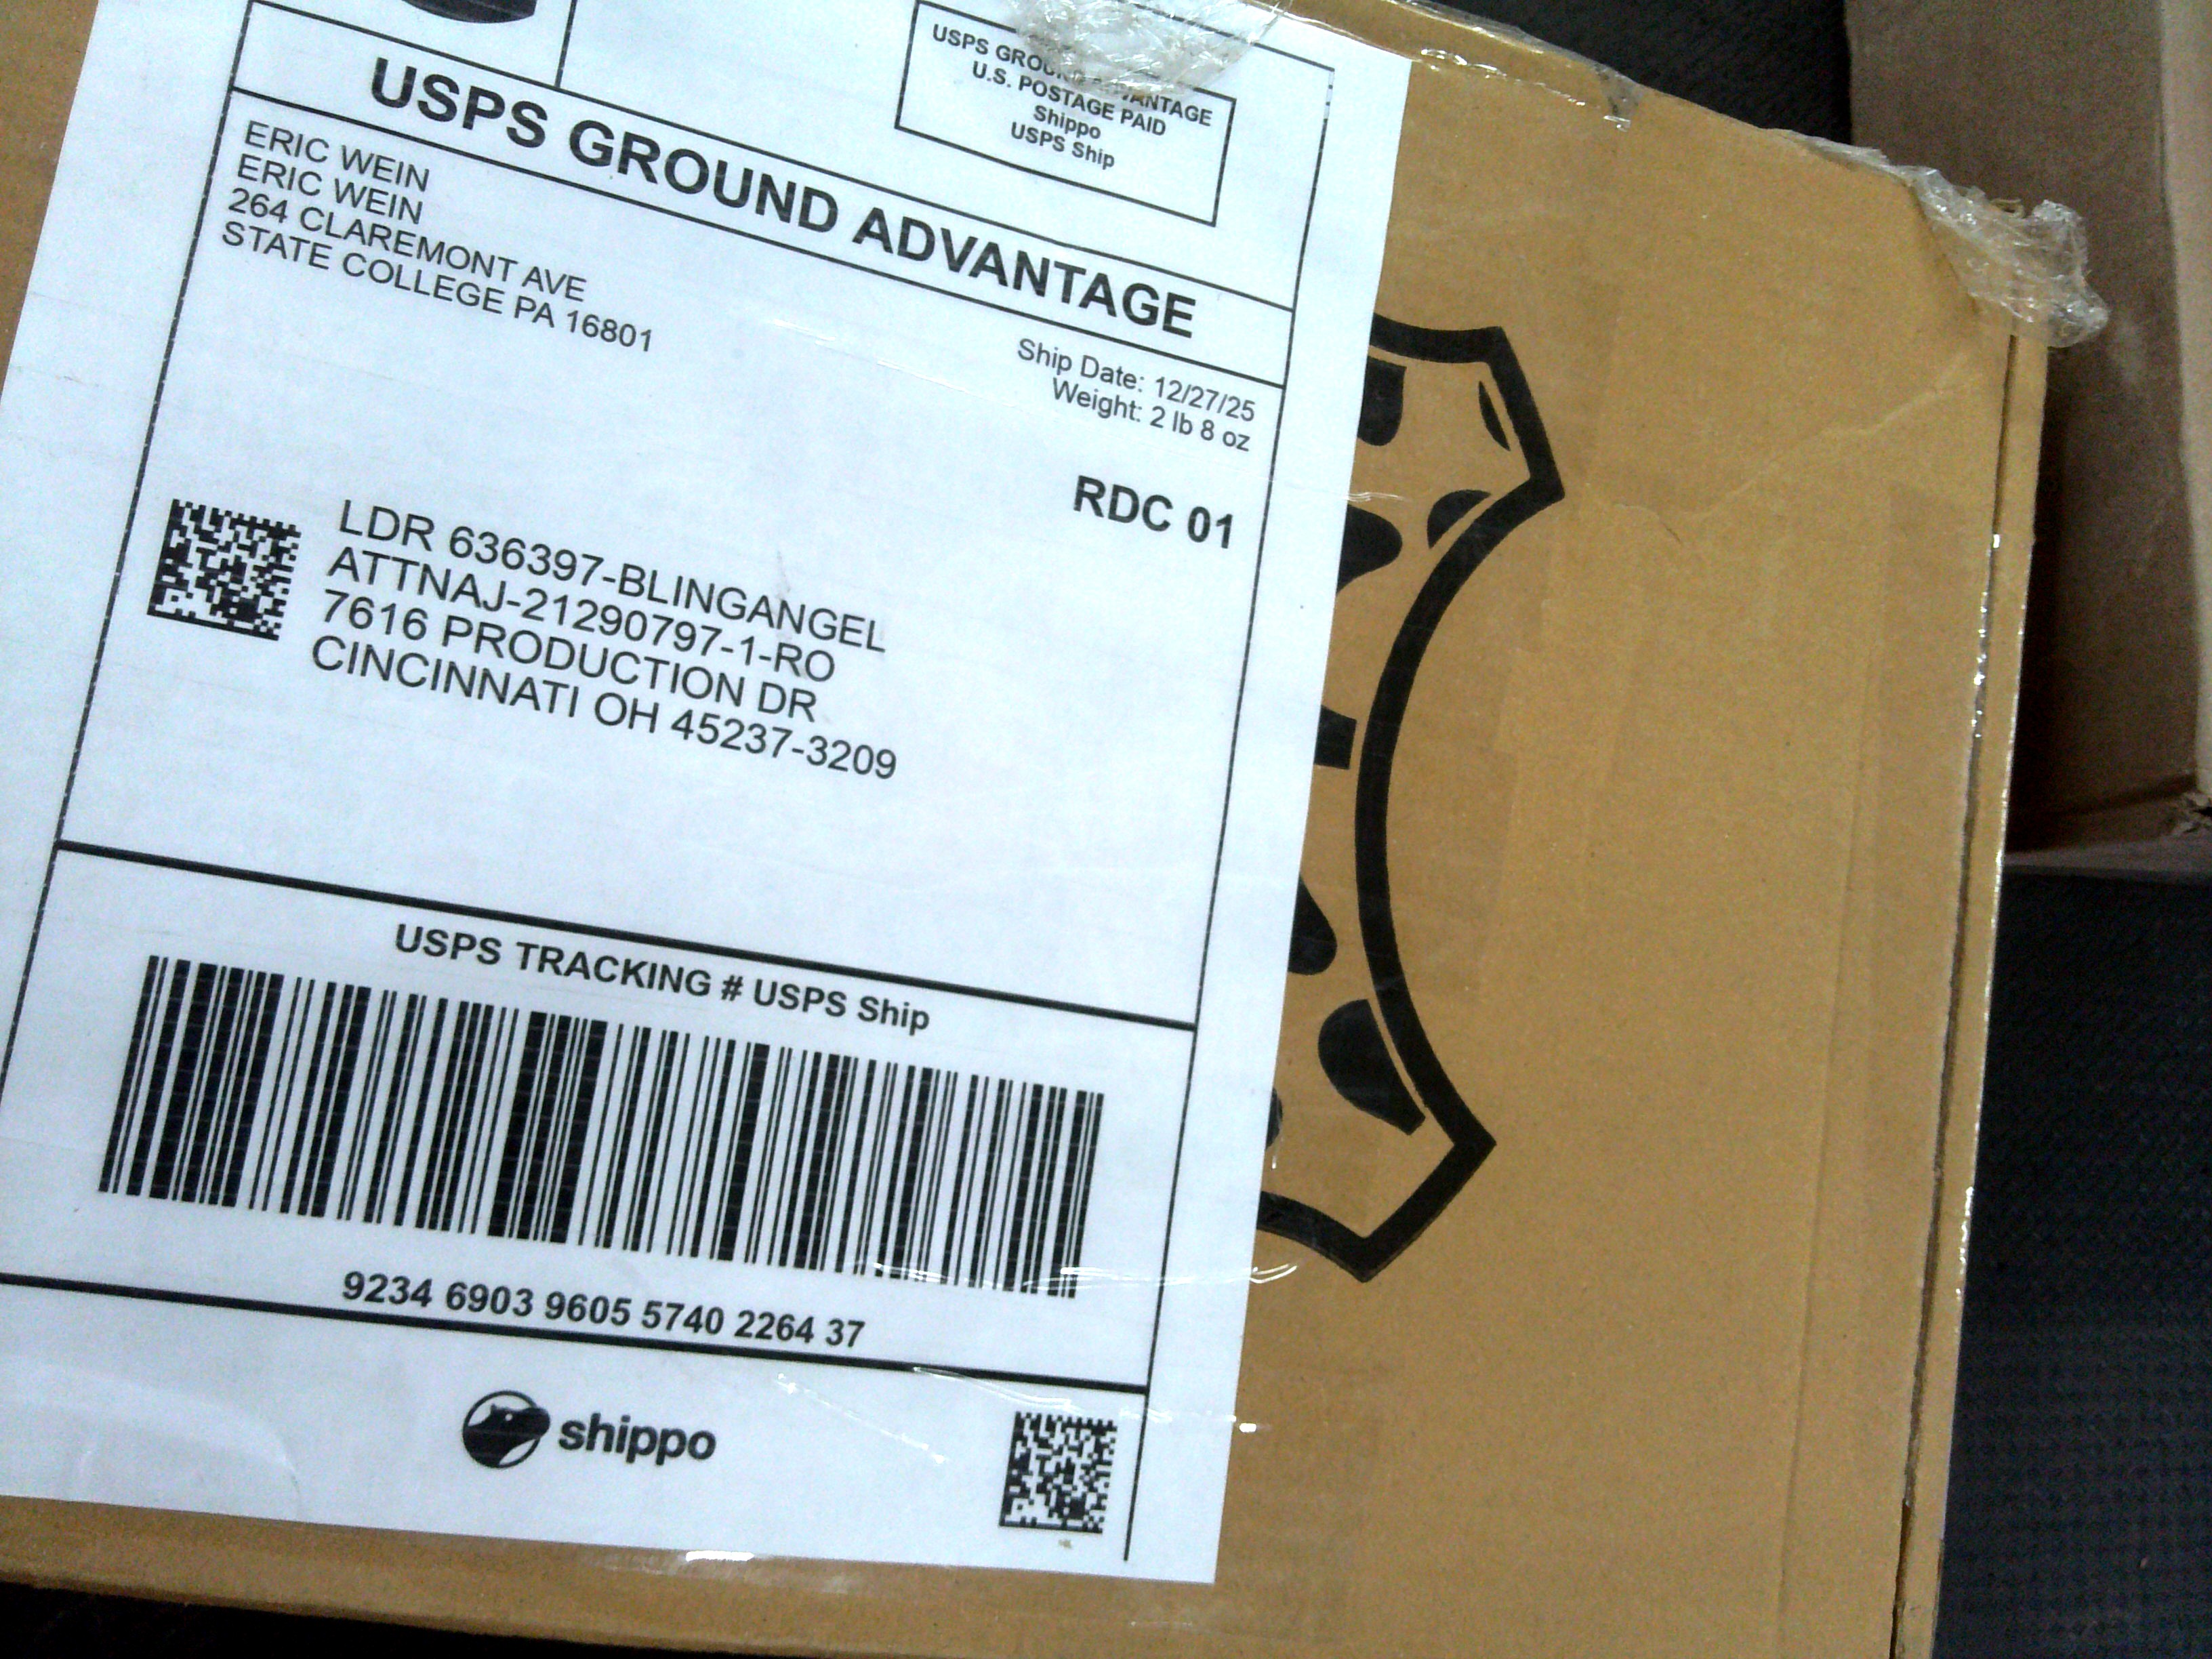 USPS GROUND ADVANTAGE
U.S. POSTAGE PAID
Shippo
USPS Ship
USPS GROUND ADVANTAGE
ERIC WEIN
ERIC WEIN
264 CLAREMONT AVE
STATE COLLEGE PA 16801
Ship Date: 12/27/25
Weight: 2 lb 8 oz
RDC 01
LDR 636397-BLINGANGEL
ATTNAJ-21290797-1-RO
7616 PRODUCTION DR
CINCINNATI OH 45237-3209
USPS TRACKING # USPS Ship
9234 6903 9605 5740 2264 37
shippo